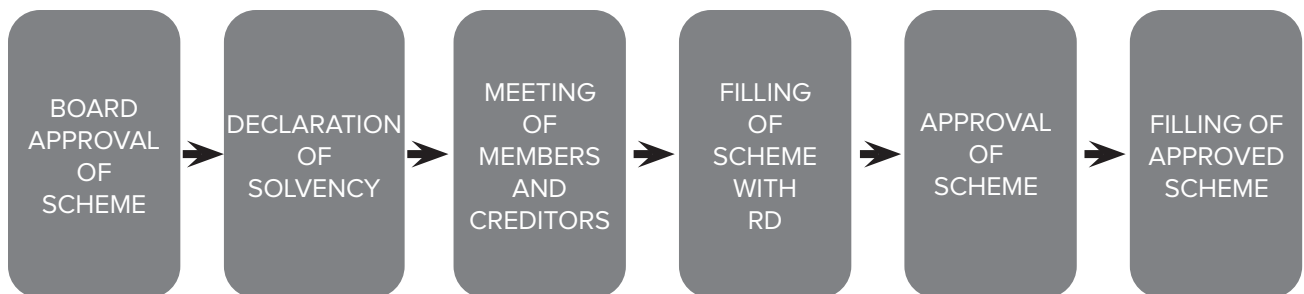 BOARD
APPROVAL
OF
SCHEME
DECLARATION
OF
SOLVENCY
MEETING
OF
MEMBERS
AND
CREDITORS
FILLING
OF
SCHEME
WITH
RD
APPROVAL
OF
SCHEME
FILLING OF
APPROVED
SCHEME